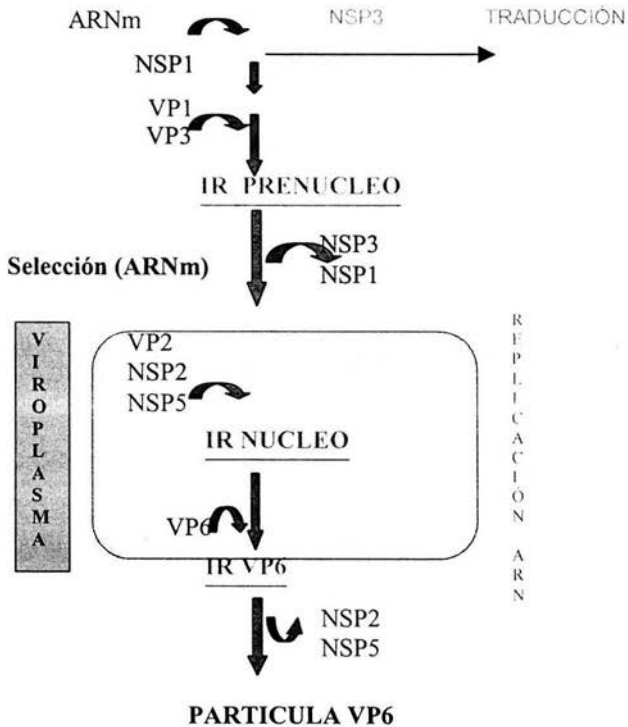 ARNm NSP3 TRADUCCIÓN
NSP1
VP1
VP3
IR PRENUCLEO
NSP3
Selección (ARNm)
NSP1
VIROPLASMA
VP2
NSP2
NSP5
IR NUCLEO
VP6
IR VP6
REPLICACIÓN ARN
NSP2
NSP5
PARTICULA VP6